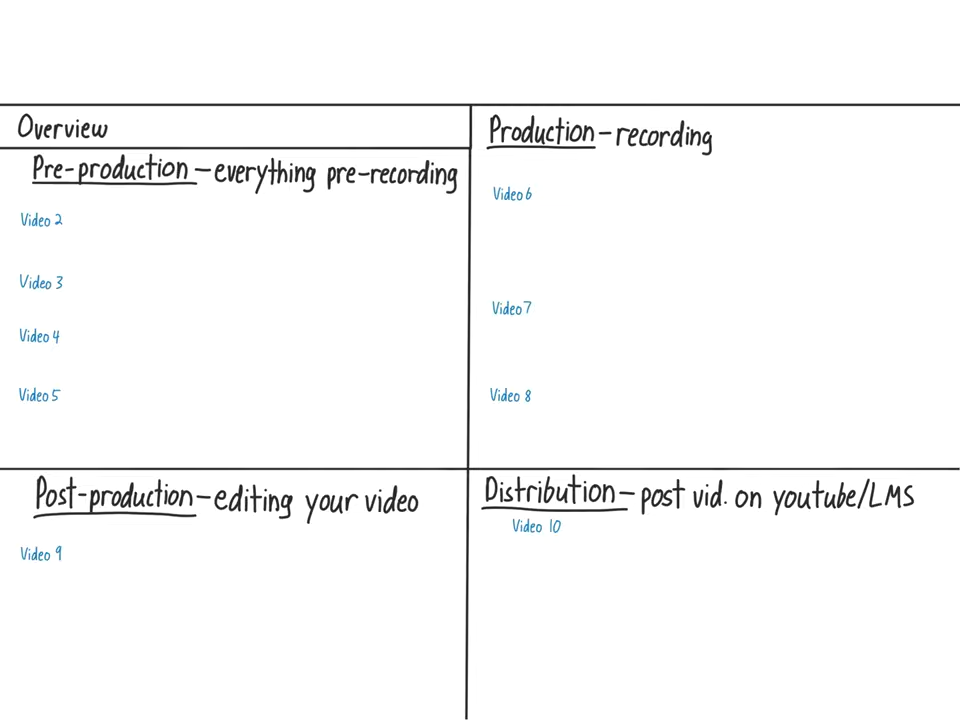 Overview
Pre-production - everything pre-recording
Video 2
Video 3
Video 4
Video 5
Production - recording
Video 6
Video 7
Video 8
Post-production - editing your video
Video 9
Distribution - post vid. on youtube/LMS
Video 10